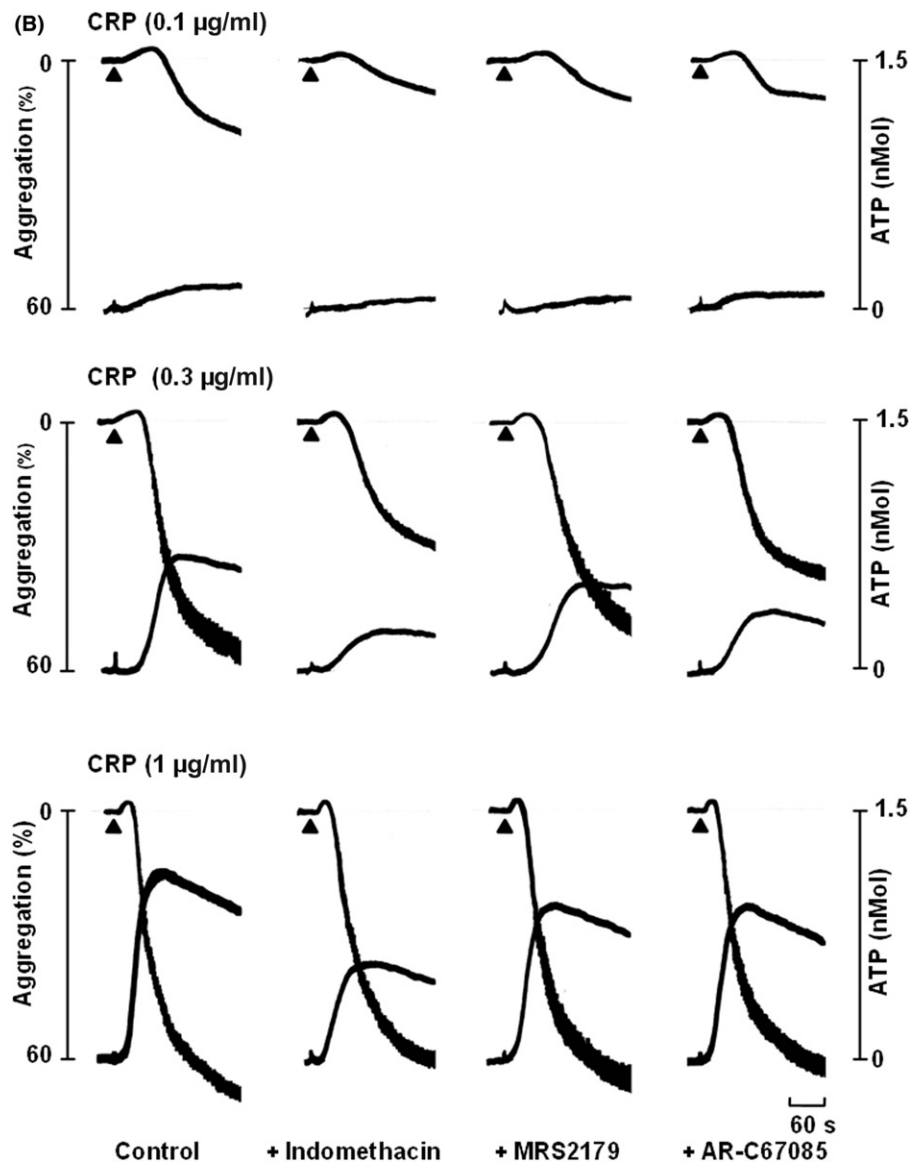 (B) CRP (0.1 µg/ml)
0
1.5
Aggregation (%)
ATP (nMol)
60
0
CRP (0.3 µg/ml)
0
1.5
Aggregation (%)
ATP (nMol)
60
0
CRP (1 µg/ml)
0
1.5
Aggregation (%)
ATP (nMol)
60
0
60 s
Control + Indomethacin + MRS2179 + AR-C67085